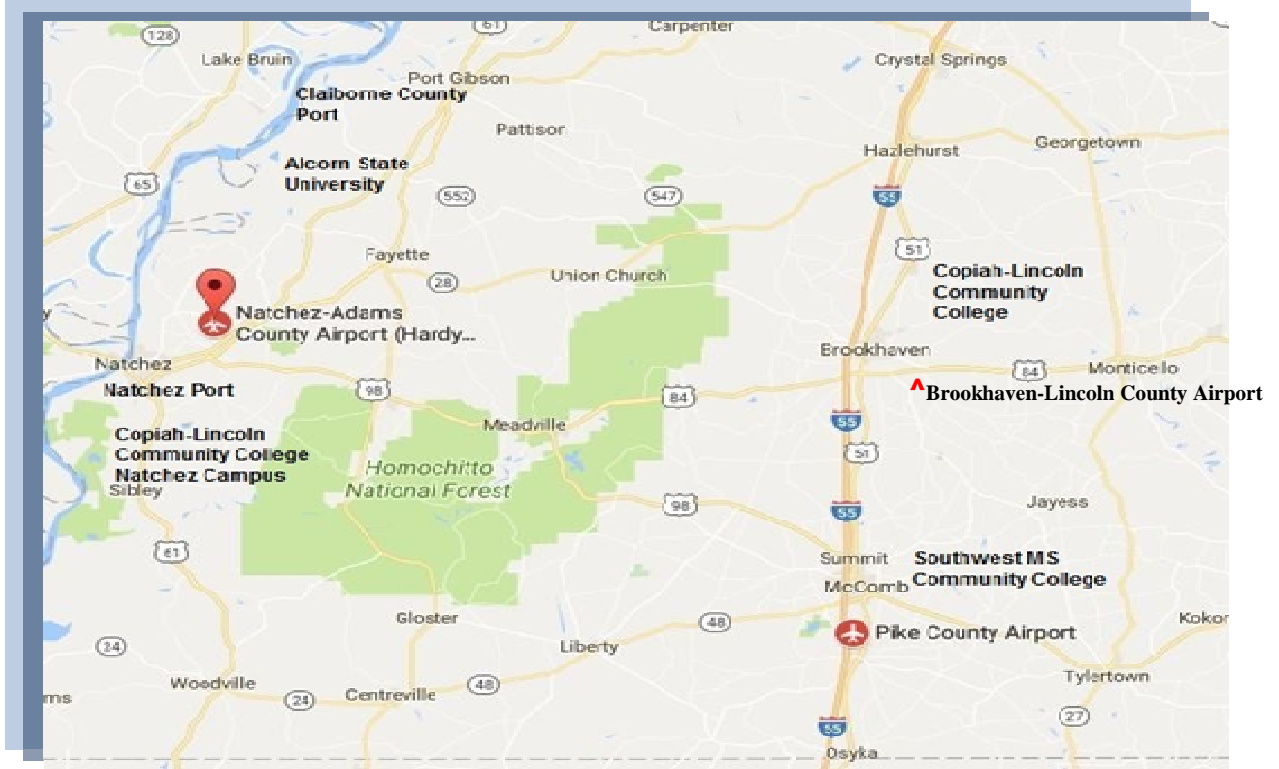 61
Carpenter
128
Lake Bruin
Crystal Springs
Port Gibson
Claiborne County
Port
Pattison
Georgetown
Hazlehurst
Alcorn State
University
65
552
547
55
51
Fayette
Copiah-Lincoln
Community
College
Union Church
28
Natchez-Adams
County Airport (Hardy...
y
Brookhaven
Natchez
84
Monticello
Natchez Port
98
84
^Brookhaven-Lincoln County Airport
55
Meadville
Copiah-Lincoln
Community College
Natchez Campus
51
Homochitto
National Forest
Sibley
98
55
Jayess
61
Summit
Southwest MS
Community College
McComb
Gloster
48
Kokor
Pike County Airport
24
Liberty
Tylertown
Woodville
48
Centreville
24
ms
27
55
Osyka